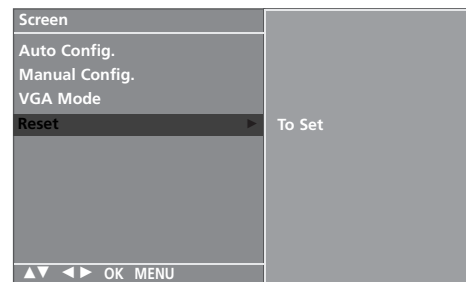 Screen
Auto Config.
Manual Config.
VGA Mode
Reset ► To Set
▲▼ ◄► OK MENU